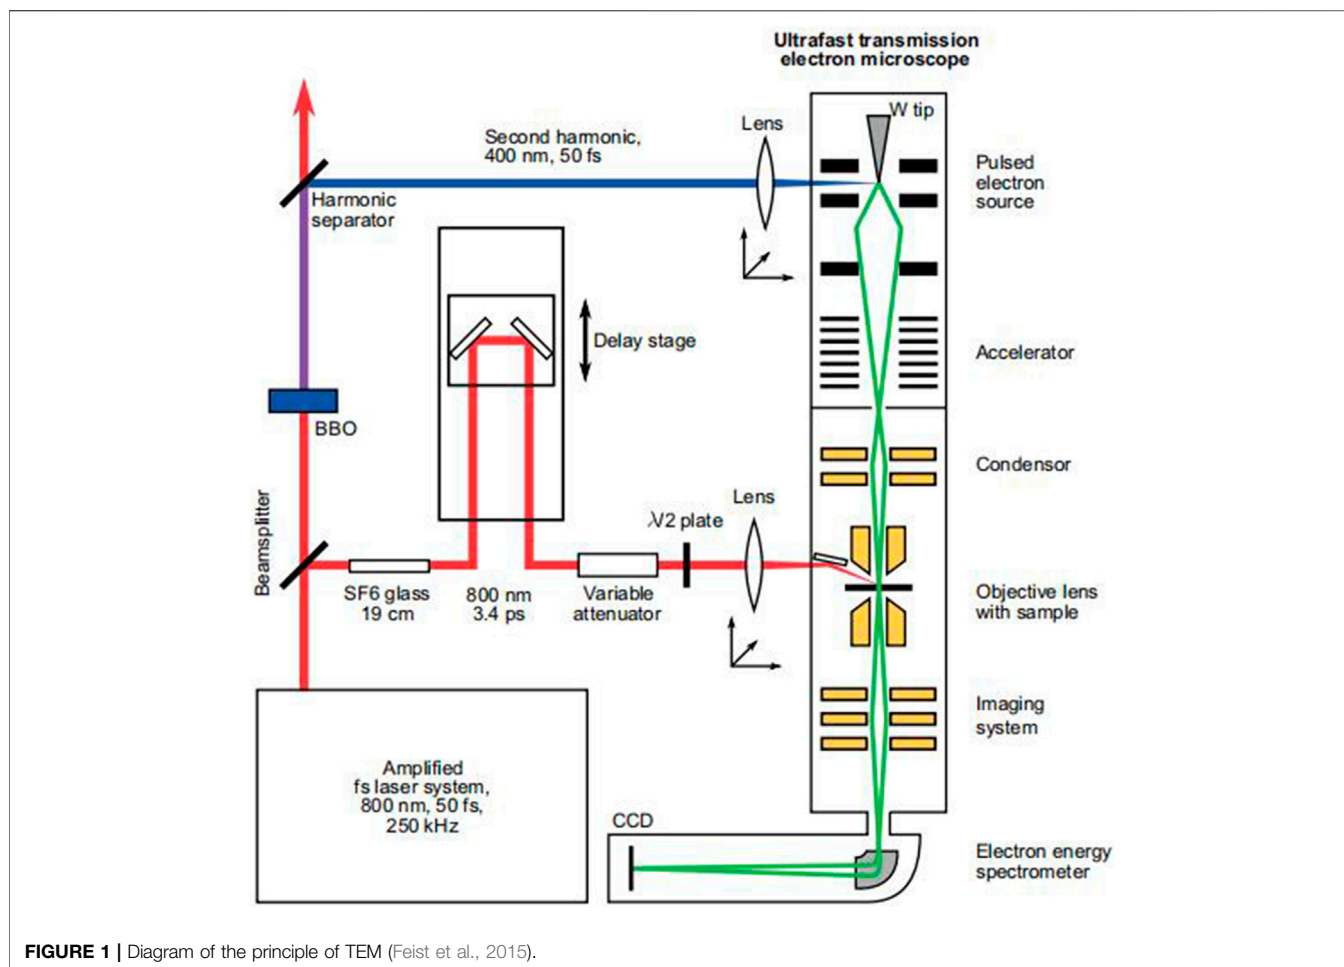 Ultrafast transmission
electron microscope
W tip
Lens
Second harmonic,
400 nm, 50 fs
Pulsed
electron
source
Harmonic
separator
Delay stage
Accelerator
BBO
Condensor
Lens
λ/2 plate
Beamsplitter
SF6 glass
19 cm
800 nm
3.4 ps
Variable
attenuator
Objective lens
with sample
Imaging
system
Amplified
fs laser system,
800 nm, 50 fs,
250 kHz
CCD
Electron energy
spectrometer
FIGURE 1 | Diagram of the principle of TEM (Feist et al., 2015).